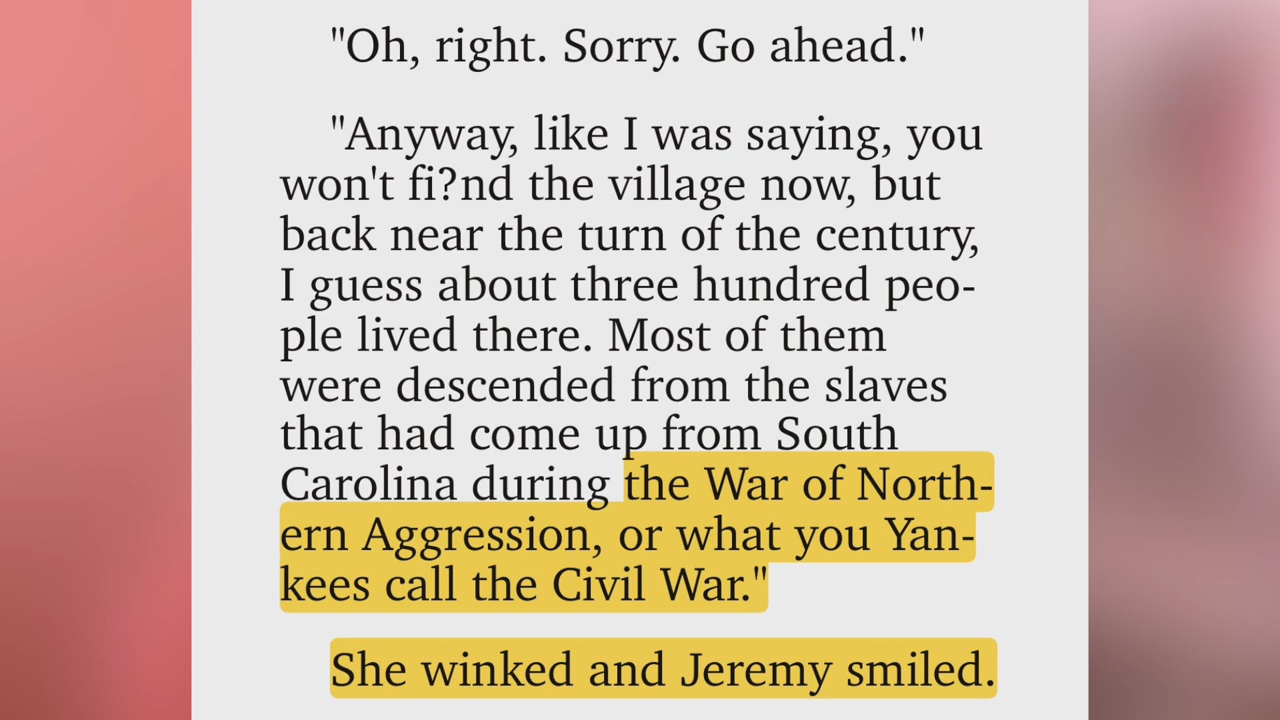 "Oh, right. Sorry. Go ahead."
"Anyway, like I was saying, you
won't fi?nd the village now, but
back near the turn of the century,
I guess about three hundred peo-
ple lived there. Most of them
were descended from the slaves
that had come up from South
Carolina during the War of North-
ern Aggression, or what you Yan-
kees call the Civil War."
She winked and Jeremy smiled.